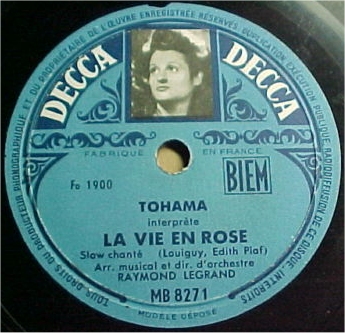 TOUS DROITS DU PRODUCTEUR PHONOGRAPHIQUE ET DU PROPRIÉTAIRE DE L'ŒUVRE ENREGISTRÉE RÉSERVÉS. DUPLICATION EXÉCUTION PUBLIQUE, RADIODIFFUSION DE CE DISQUE, INTERDITS
DECCA
DECCA
FABRIQUÉ
EN FRANCE
Fo 1900
BIEM
TOHAMA
interprète
LA VIE EN ROSE
Slow chanté (Louiguy, Edith Piaf)
Arr. musical et dir. d'orchestre
RAYMOND LEGRAND
MB 8271
MODÈLE DÉPOSÉ